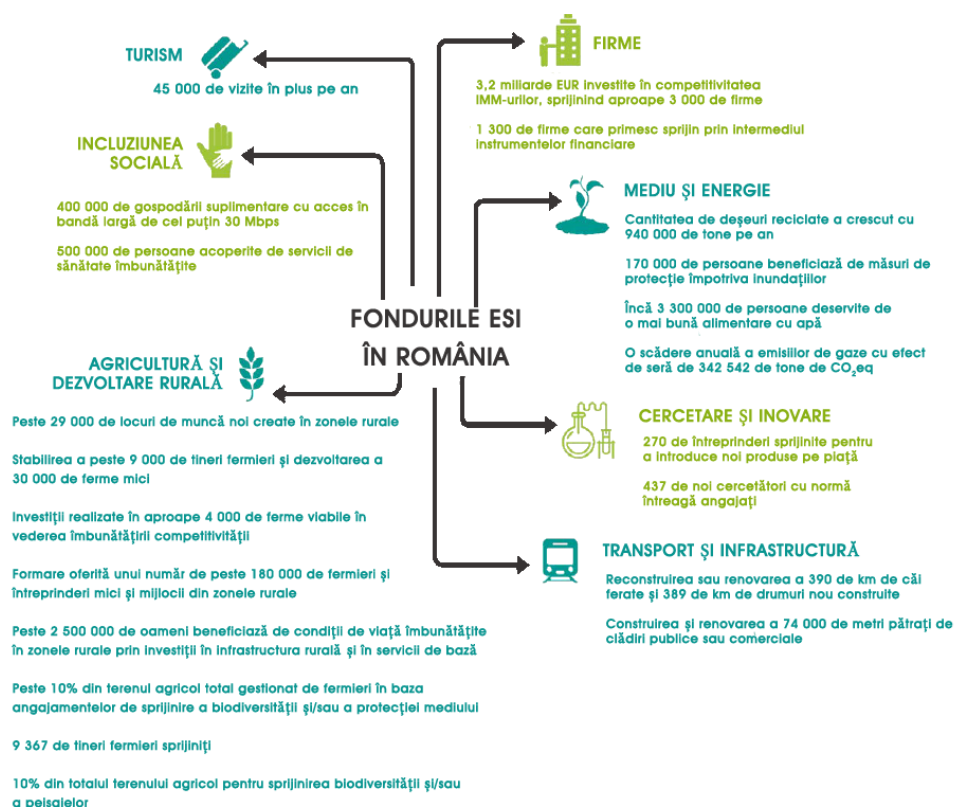 TURISM
45 000 de vizite în plus pe an
INCLUZIUNEA
SOCIALĂ
400 000 de gospodării suplimentare cu acces în
bandă largă de cel puțin 30 Mbps
500 000 de persoane acoperite de servicii de
sănătate îmbunătățite
FONDURILE ESI
ÎN ROMÂNIA
AGRICULTURĂ ȘI
DEZVOLTARE RURALĂ
Peste 29 000 de locuri de muncă noi create în zonele rurale
Stabilirea a peste 9 000 de tineri fermieri și dezvoltarea a
30 000 de ferme mici
Investiții realizate în aproape 4 000 de ferme viabile în
vederea îmbunătățirii competitivității
Formare oferită unui număr de peste 180 000 de fermieri și
întreprinderi mici și mijlocii din zonele rurale
Peste 2 500 000 de oameni beneficiază de condiții de viață îmbunătățite
în zonele rurale prin investiții în infrastructura rurală și în servicii de bază
Peste 10% din terenul agricol total gestionat de fermieri în baza
angajamentelor de sprijinire a biodiversității și/sau a protecției mediului
9 367 de tineri fermieri sprijiniți
10% din totalul terenului agricol pentru sprijinirea biodiversității și/sau
a peisajelor
FIRME
3,2 miliarde EUR investite în competitivitatea
IMM-urilor, sprijinind aproape 3 000 de firme
1 300 de firme care primesc sprijin prin intermediul
instrumentelor financiare
MEDIU ȘI ENERGIE
Cantitatea de deșeuri reciclate a crescut cu
940 000 de tone pe an
170 000 de persoane beneficiază de măsuri de
protecție împotriva inundațiilor
Încă 3 300 000 de persoane deservite de
o mai bună alimentare cu apă
O scădere anuală a emisiilor de gaze cu efect
de seră de 342 542 de tone de CO₂eq
CERCETARE ȘI INOVARE
270 de întreprinderi sprijinite pentru
a introduce noi produse pe piață
437 de noi cercetători cu normă
întreagă angajați
TRANSPORT ȘI INFRASTRUCTURĂ
Reconstruirea sau renovarea a 390 de km de căi
ferate și 389 de km de drumuri nou construite
Construirea și renovarea a 74 000 de metri pătrați de
clădiri publice sau comerciale